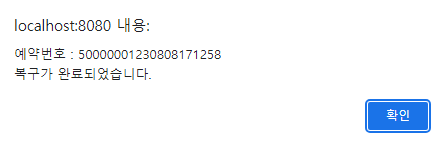 localhost:8080 내용:
예약번호 : 50000001230808171258
복구가 완료되었습니다.
확인